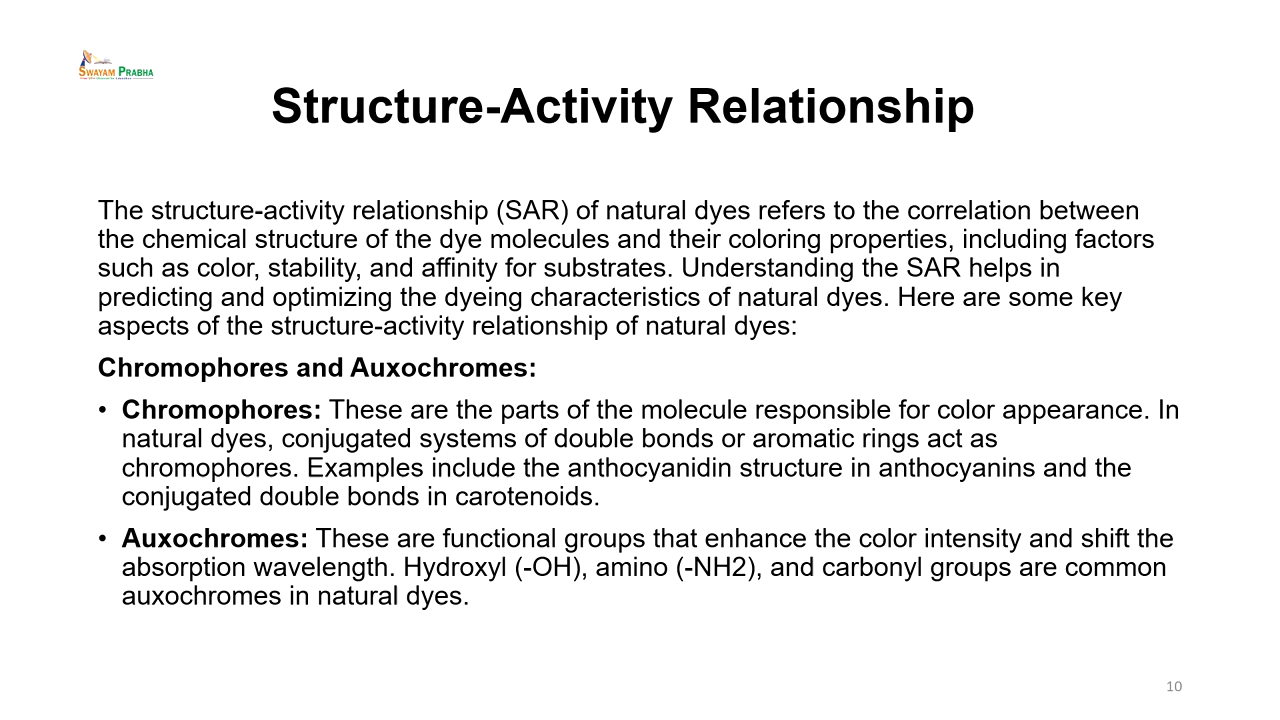 SWAYAM PRABHA
Structure-Activity Relationship
The structure-activity relationship (SAR) of natural dyes refers to the correlation between
the chemical structure of the dye molecules and their coloring properties, including factors
such as color, stability, and affinity for substrates. Understanding the SAR helps in
predicting and optimizing the dyeing characteristics of natural dyes. Here are some key
aspects of the structure-activity relationship of natural dyes:
Chromophores and Auxochromes:
• Chromophores: These are the parts of the molecule responsible for color appearance. In
natural dyes, conjugated systems of double bonds or aromatic rings act as
chromophores. Examples include the anthocyanidin structure in anthocyanins and the
conjugated double bonds in carotenoids.
• Auxochromes: These are functional groups that enhance the color intensity and shift the
absorption wavelength. Hydroxyl (-OH), amino (-NH2), and carbonyl groups are common
auxochromes in natural dyes.
10